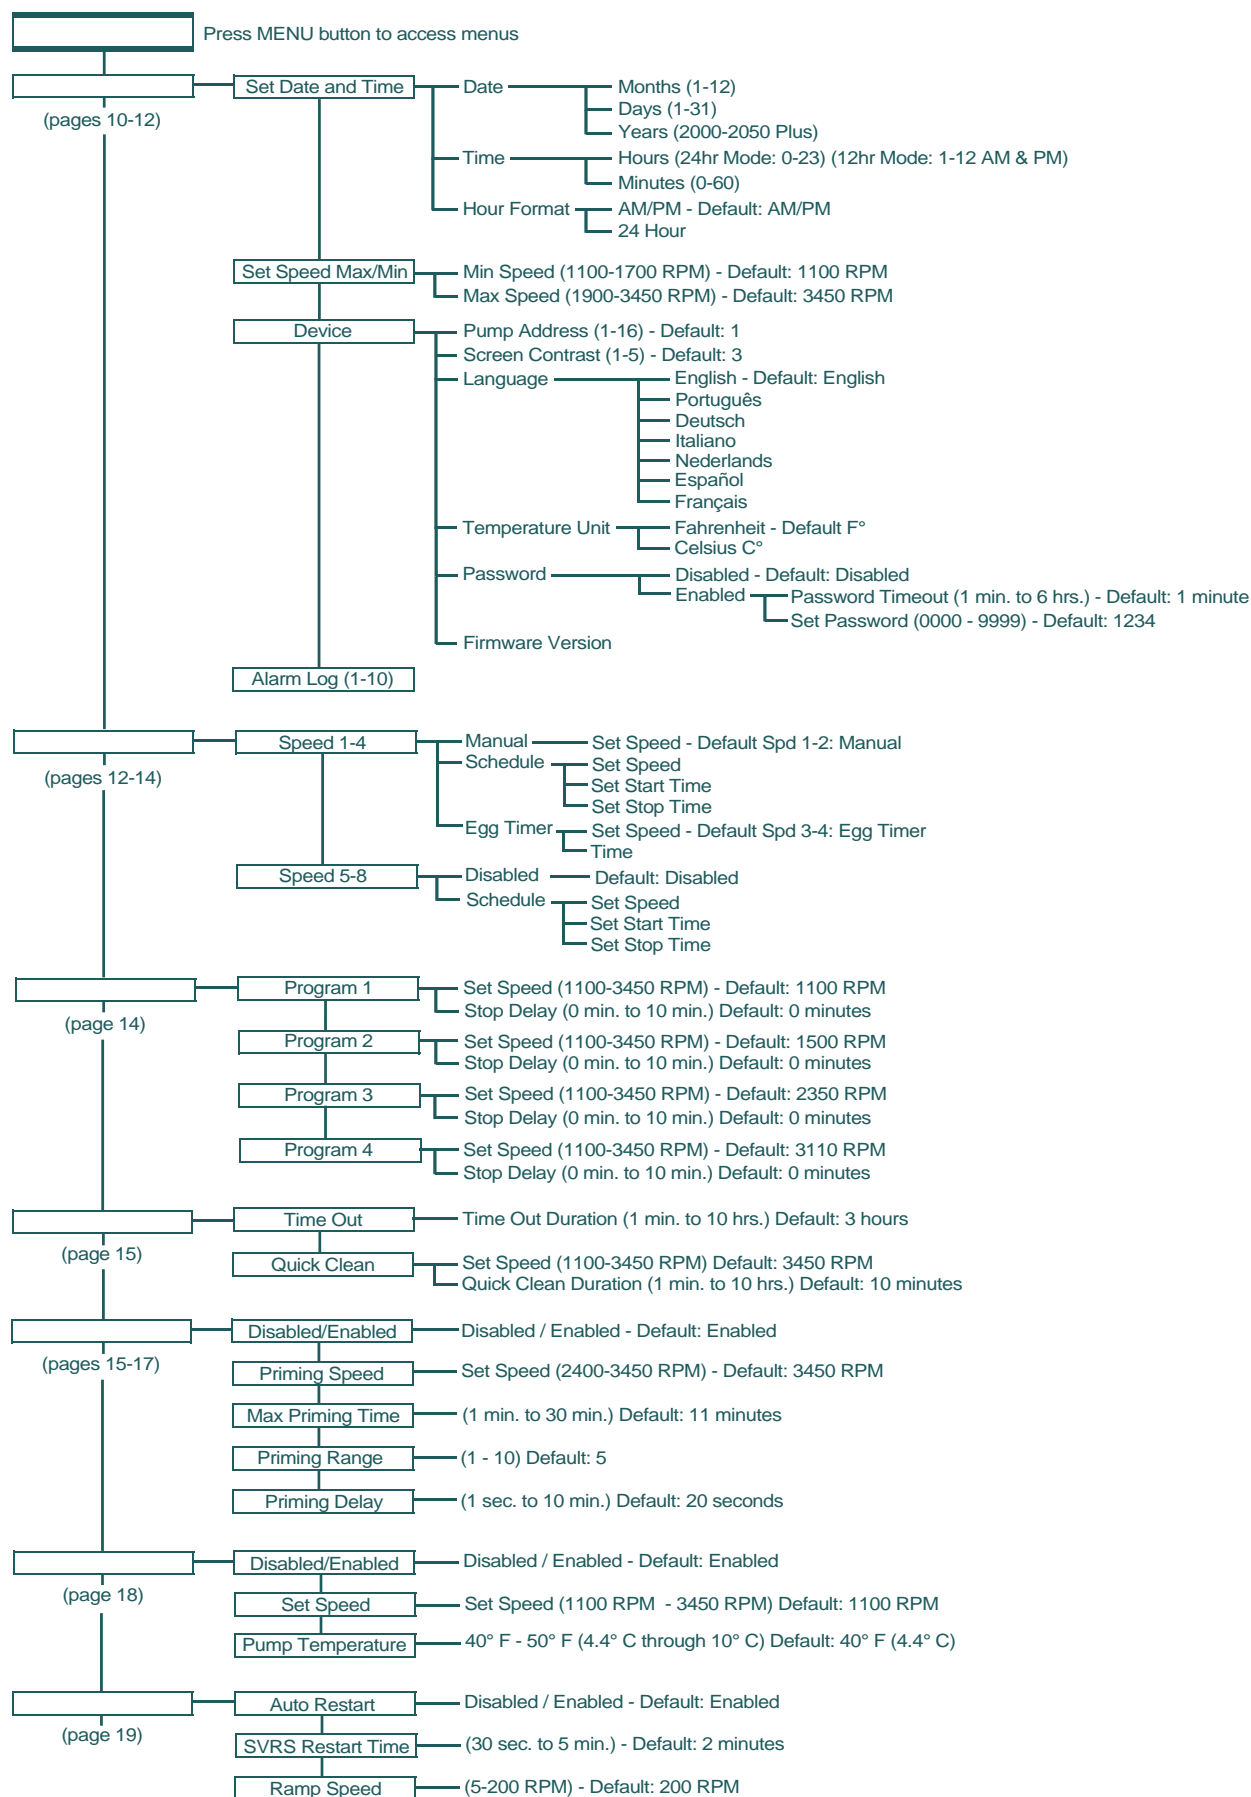 Press MENU button to access menus
(pages 10-12)
Set Date and Time
Date
Months (1-12)
Days (1-31)
Years (2000-2050 Plus)
Time
Hours (24hr Mode: 0-23) (12hr Mode: 1-12 AM & PM)
Minutes (0-60)
Hour Format
AM/PM - Default: AM/PM
24 Hour
Set Speed Max/Min
Min Speed (1100-1700 RPM) - Default: 1100 RPM
Max Speed (1900-3450 RPM) - Default: 3450 RPM
Device
Pump Address (1-16) - Default: 1
Screen Contrast (1-5) - Default: 3
Language
English - Default: English
Português
Deutsch
Italiano
Nederlands
Español
Français
Temperature Unit
Fahrenheit - Default F°
Celsius C°
Password
Disabled - Default: Disabled
Enabled
Password Timeout (1 min. to 6 hrs.) - Default: 1 minute
Set Password (0000 - 9999) - Default: 1234
Firmware Version
Alarm Log (1-10)
(pages 12-14)
Speed 1-4
Manual
Set Speed - Default Spd 1-2: Manual
Schedule
Set Speed
Set Start Time
Set Stop Time
Egg Timer
Set Speed - Default Spd 3-4: Egg Timer
Time
Speed 5-8
Disabled
Default: Disabled
Schedule
Set Speed
Set Start Time
Set Stop Time
(page 14)
Program 1
Set Speed (1100-3450 RPM) - Default: 1100 RPM
Stop Delay (0 min. to 10 min.) Default: 0 minutes
Program 2
Set Speed (1100-3450 RPM) - Default: 1500 RPM
Stop Delay (0 min. to 10 min.) Default: 0 minutes
Program 3
Set Speed (1100-3450 RPM) - Default: 2350 RPM
Stop Delay (0 min. to 10 min.) Default: 0 minutes
Program 4
Set Speed (1100-3450 RPM) - Default: 3110 RPM
Stop Delay (0 min. to 10 min.) Default: 0 minutes
(page 15)
Time Out
Time Out Duration (1 min. to 10 hrs.) Default: 3 hours
Quick Clean
Set Speed (1100-3450 RPM) Default: 3450 RPM
Quick Clean Duration (1 min. to 10 hrs.) Default: 10 minutes
(pages 15-17)
Disabled/Enabled
Disabled / Enabled - Default: Enabled
Priming Speed
Set Speed (2400-3450 RPM) - Default: 3450 RPM
Max Priming Time
(1 min. to 30 min.) Default: 11 minutes
Priming Range
(1 - 10) Default: 5
Priming Delay
(1 sec. to 10 min.) Default: 20 seconds
(page 18)
Disabled/Enabled
Disabled / Enabled - Default: Enabled
Set Speed
Set Speed (1100 RPM - 3450 RPM) Default: 1100 RPM
Pump Temperature
40° F - 50° F (4.4° C through 10° C) Default: 40° F (4.4° C)
(page 19)
Auto Restart
Disabled / Enabled - Default: Enabled
SVRS Restart Time
(30 sec. to 5 min.) - Default: 2 minutes
Ramp Speed
(5-200 RPM) - Default: 200 RPM